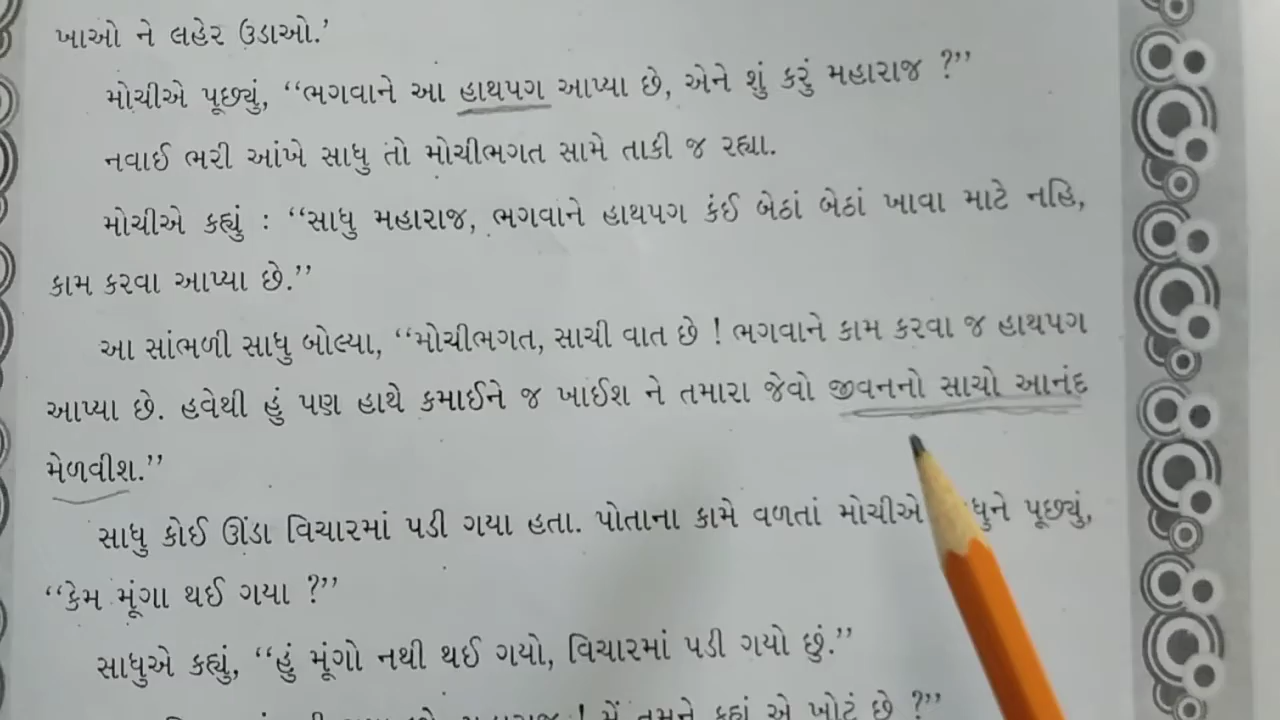 ખાઓ ને લહેર ઉડાઓ.’
મોચીએ પૂછ્યું, “ભગવાને આ હાથપગ આપ્યા છે, એને શું કરું મહારાજ ?”
નવાઈ ભરી આંખે સાધુ તો મોચીભગત સામે તાકી જ રહ્યા.
મોચીએ કહ્યું : “સાધુ મહારાજ, ભગવાને હાથપગ કંઈ બેઠાં બેઠાં ખાવા માટે નહિ,
કામ કરવા આપ્યા છે.”
આ સાંભળી સાધુ બોલ્યા, “મોચીભગત, સાચી વાત છે ! ભગવાને કામ કરવા જ હાથપગ
આપ્યા છે. હવેથી હું પણ હાથે કમાઈને જ ખાઈશ ને તમારા જેવો જીવનનો સાચો આનંદ
મેળવીશ.”
સાધુ કોઈ ઊંડા વિચારમાં પડી ગયા હતા. પોતાના કામે વળતાં મોચીએ પૂછ્યું,
“કેમ મૂંગા થઈ ગયા ?”
સાધુએ કહ્યું, “હું મૂંગો નથી થઈ ગયો, વિચારમાં પડી ગયો છું.”
! મેં તમને કહ્યાં એ ખોટું છે ?”